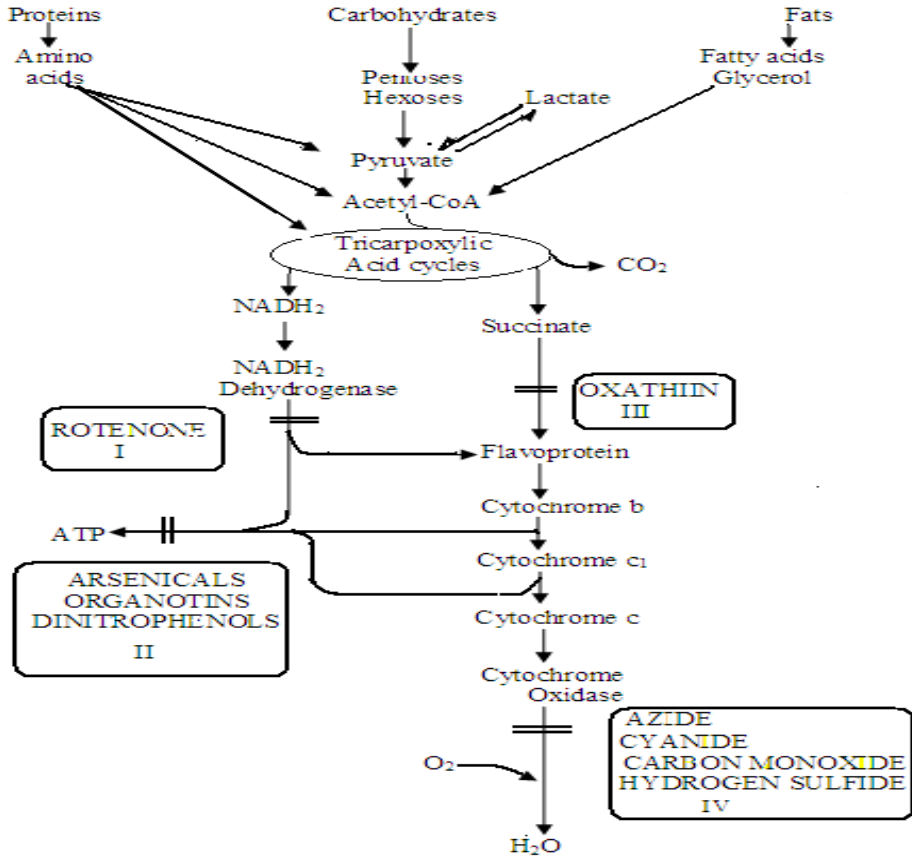 Proteins
Carbohydrates
Fats
Amino
acids
Pentoses
Hexoses
Lactate
Fatty acids
Glycerol
Pyruvate
Acetyl-CoA
Tricarpoxylic
Acid cycles
CO₂
NADH₂
Succinate
NADH₂
Dehydrogenase
OXATHIIN
III
ROTENONE
I
Flavoprotein
Cytochrome b
ATP
Cytochrome c₁
ARSENICALS
ORGANOTINS
DINITROPHENOLS
II
Cytochrome c
Cytochrome
Oxidase
AZIDE
CYANIDE
CARBON MONOXIDE
HYDROGEN SULFIDE
IV
O₂
H₂O